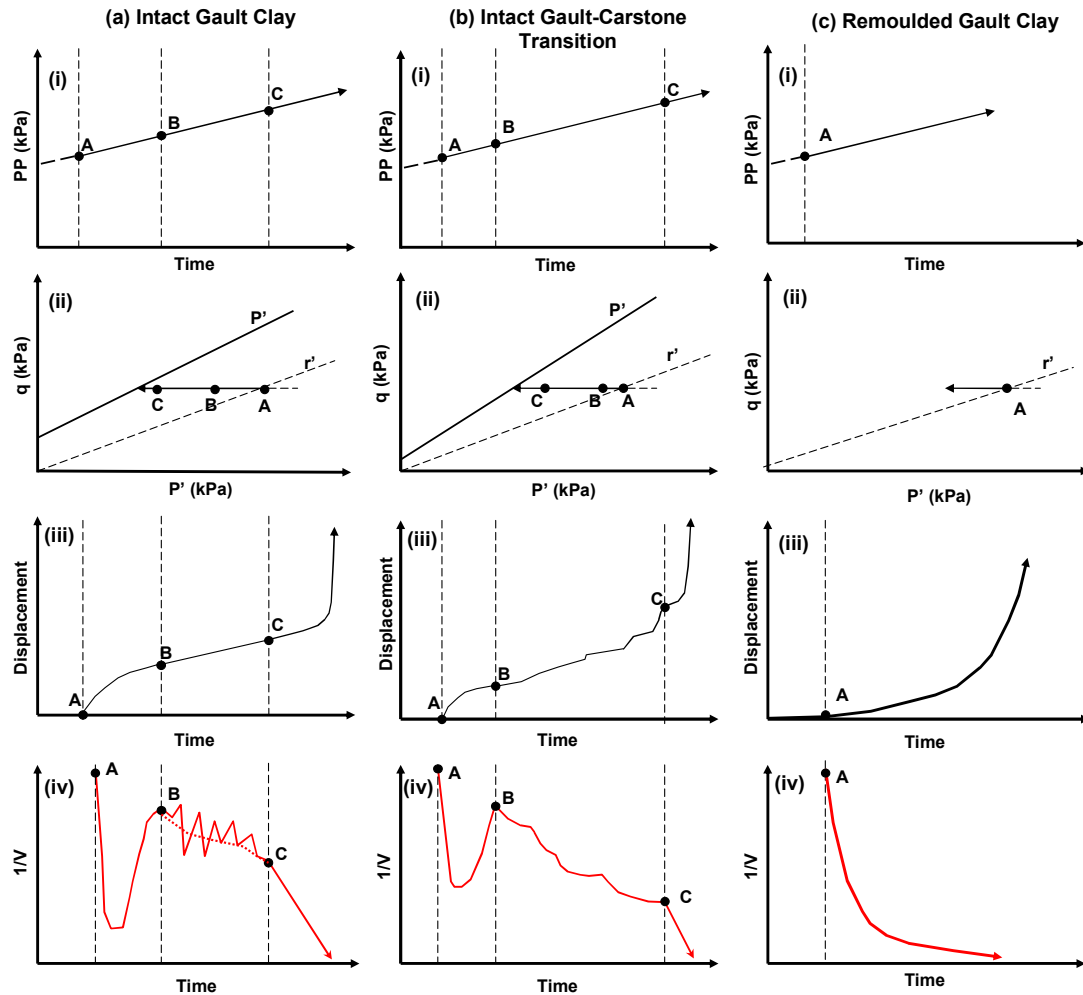 (a) Intact Gault Clay
(b) Intact Gault-Carstone
Transition
(c) Remoulded Gault Clay
(i)
A
B
C
PP (kPa)
Time
(i)
A
B
C
PP (kPa)
Time
(i)
A
PP (kPa)
Time
(ii)
P'
r'
C
B
A
q (kPa)
P' (kPa)
(ii)
P'
r'
C
B
A
q (kPa)
(ii)
r'
A
q (kPa)
P' (kPa)
(iii)
A
B
C
Displacement
Time
(iii)
A
B
C
Displacement
Time
(iii)
A
Displacement
Time
(iv)
A
B
C
1/V
Time
(iv)
A
B
C
1/V
Time
(iv)
A
1/V
Time